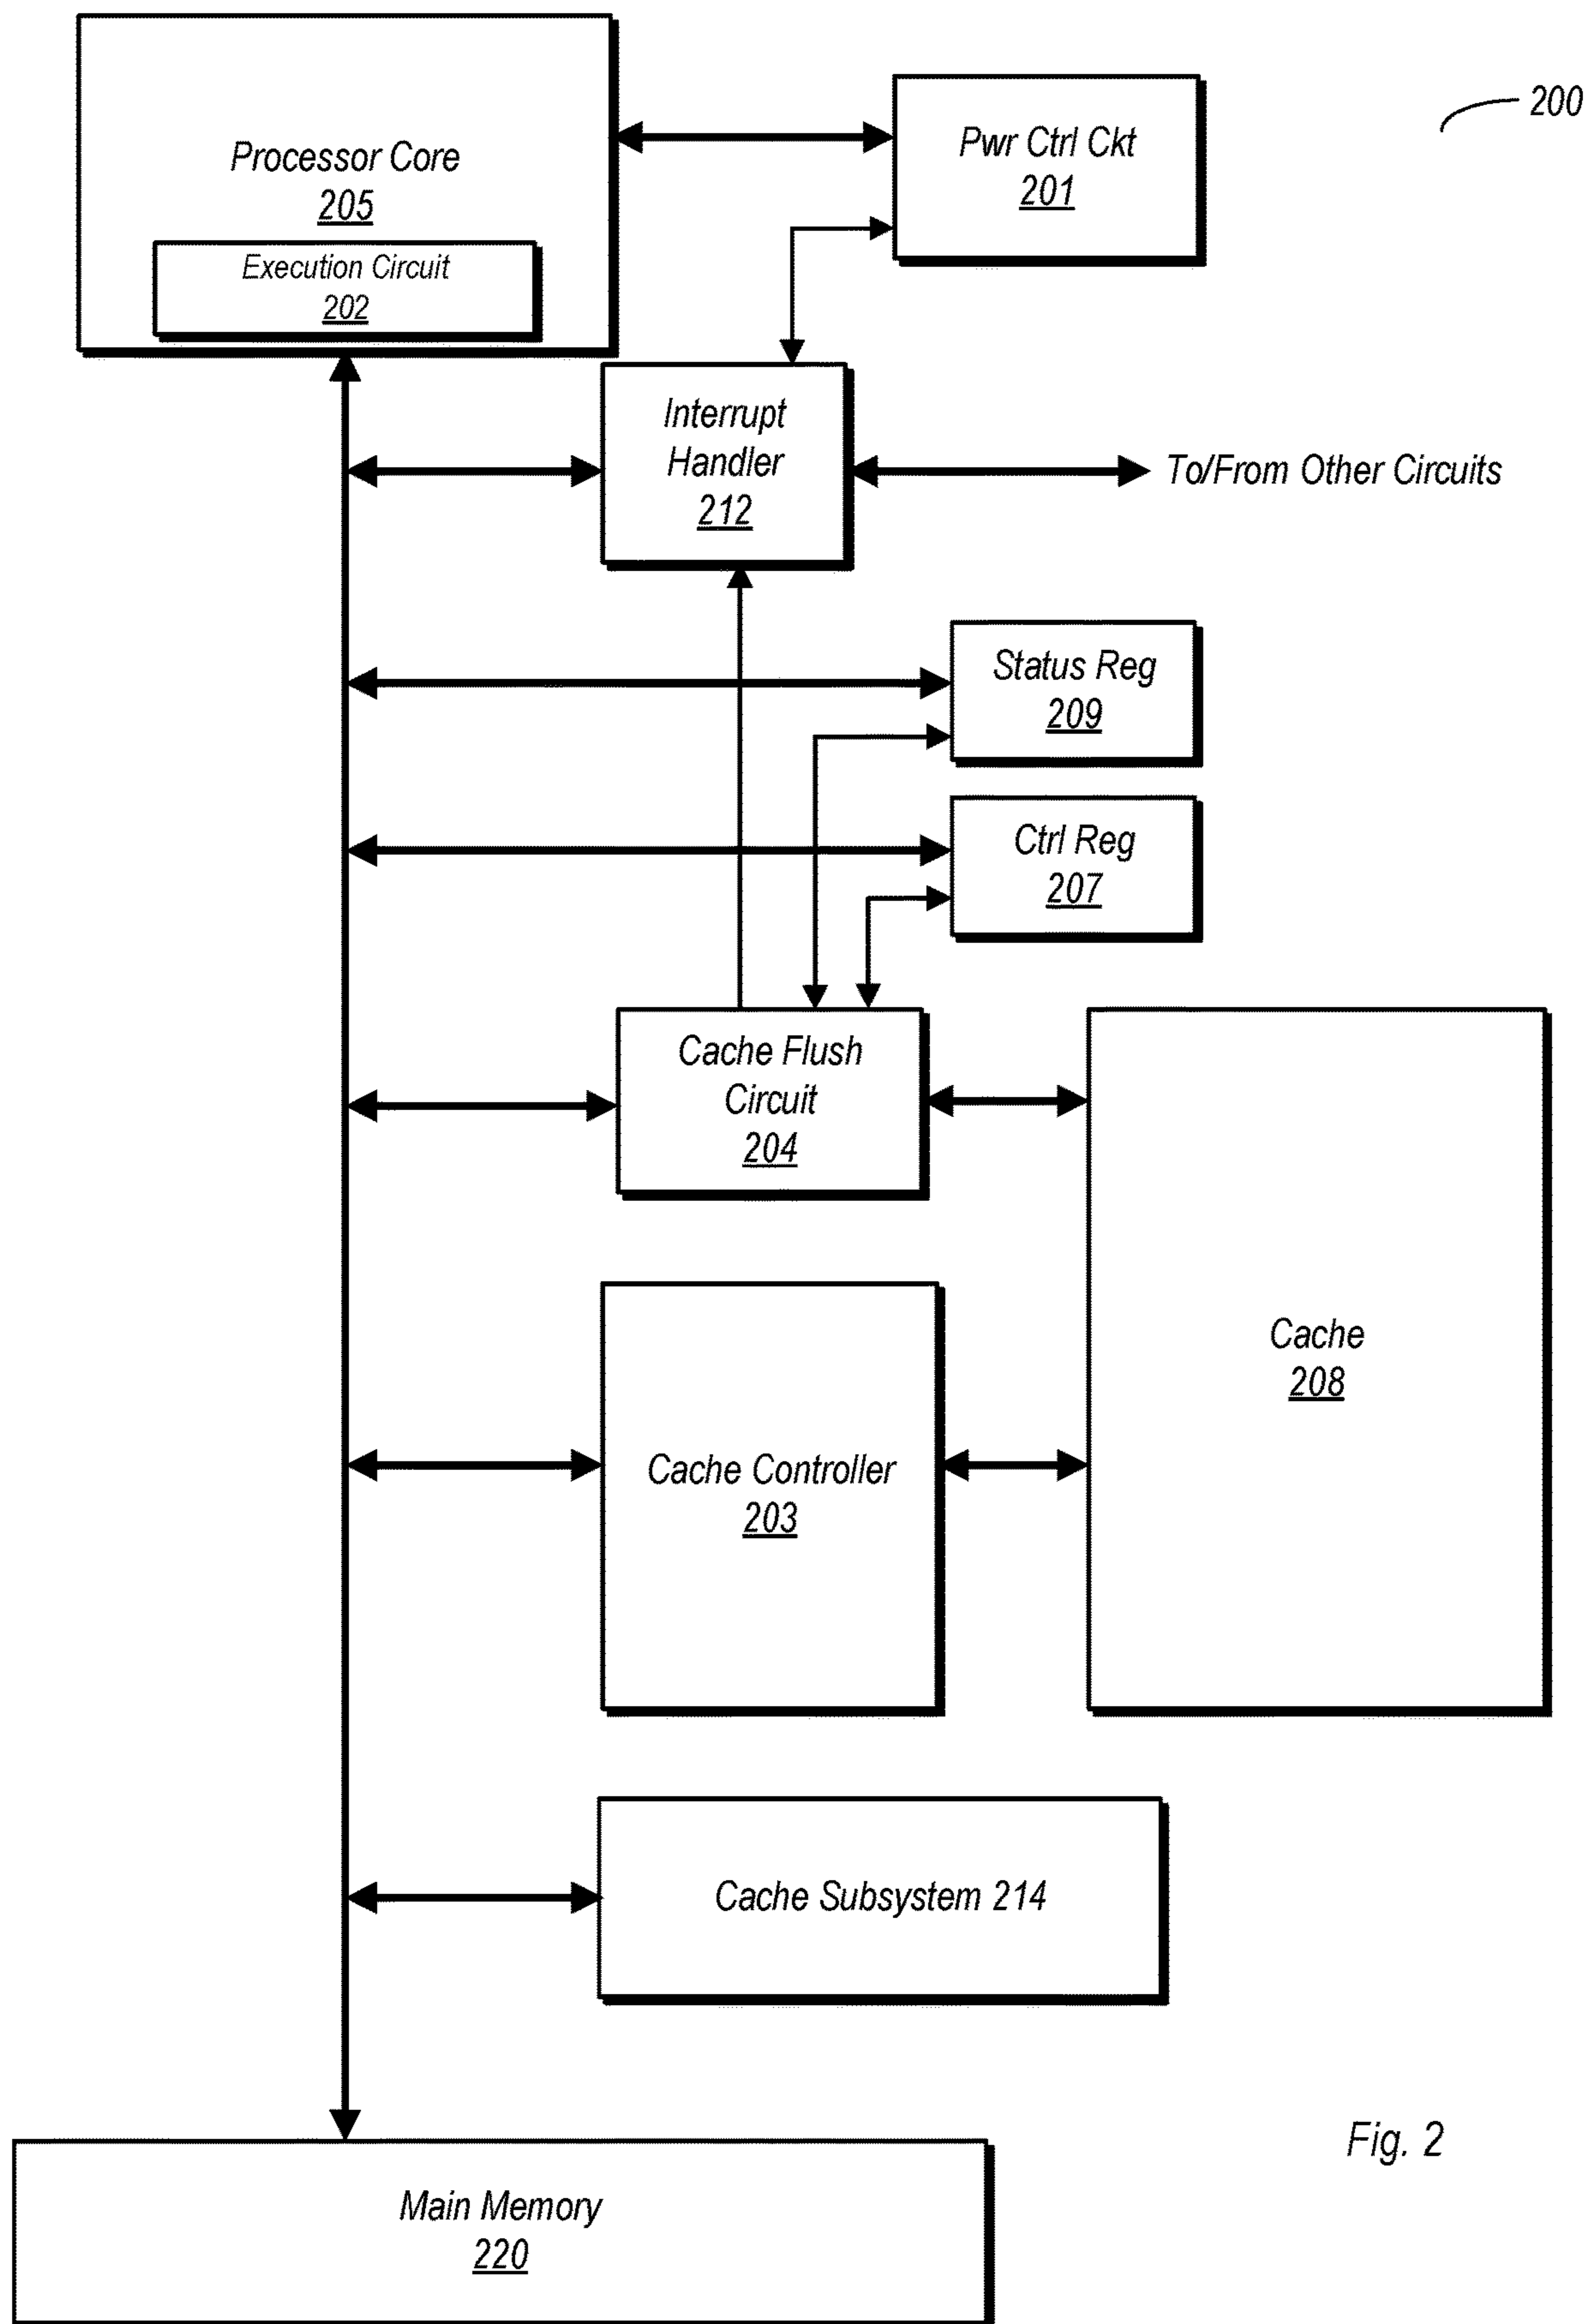 200
Processor Core
205
Execution Circuit
202
Pwr Ctrl Ckt
201
Interrupt
Handler
212
To/From Other Circuits
Status Reg
209
Ctrl Reg
207
Cache Flush
Circuit
204
Cache
208
Cache Controller
203
Cache Subsystem 214
Main Memory
220
Fig. 2